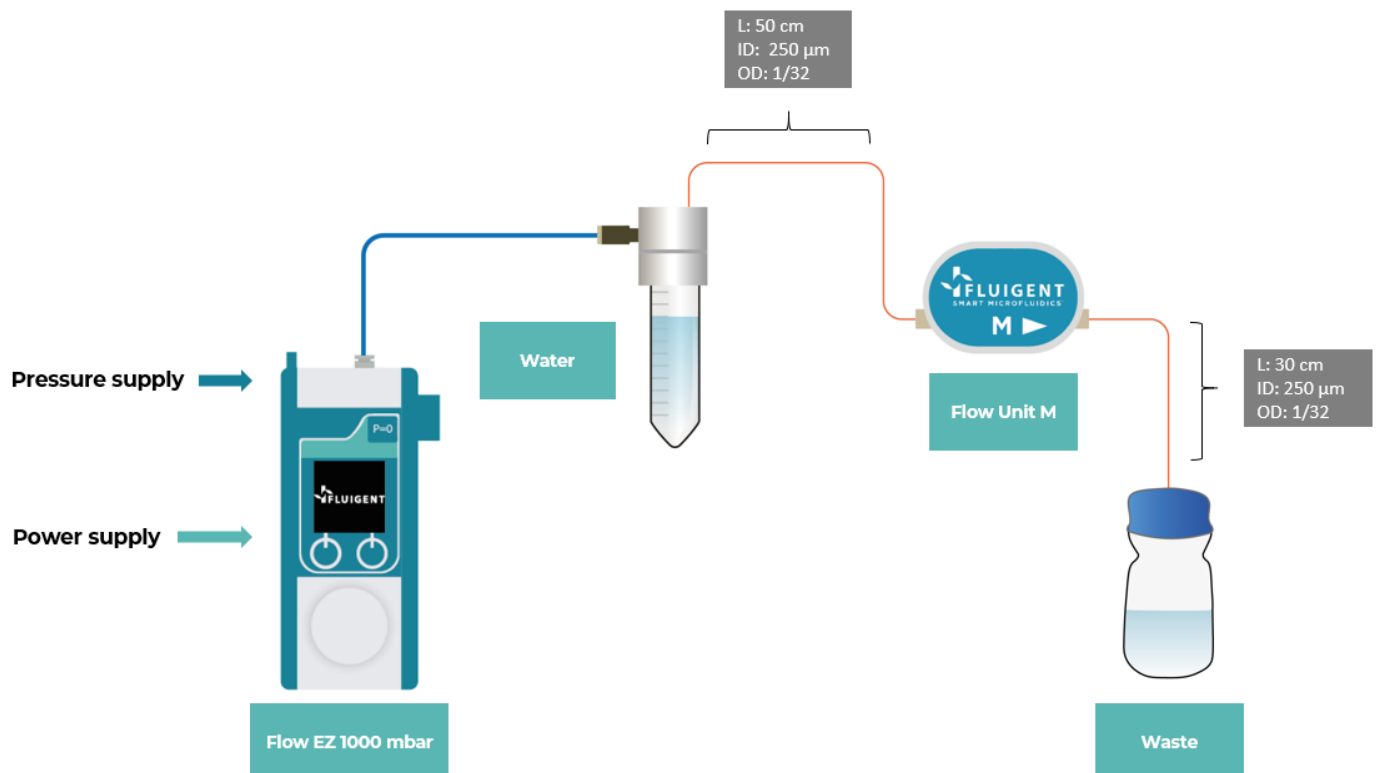 L: 50 cm
ID:  250 µm
OD: 1/32
FLUIGENT
SMART MICROFLUIDICS
M
Water
Pressure supply
Flow Unit M
L: 30 cm
ID: 250 µm
OD: 1/32
P=0
FLUIGENT
Power supply
Flow EZ 1000 mbar
Waste